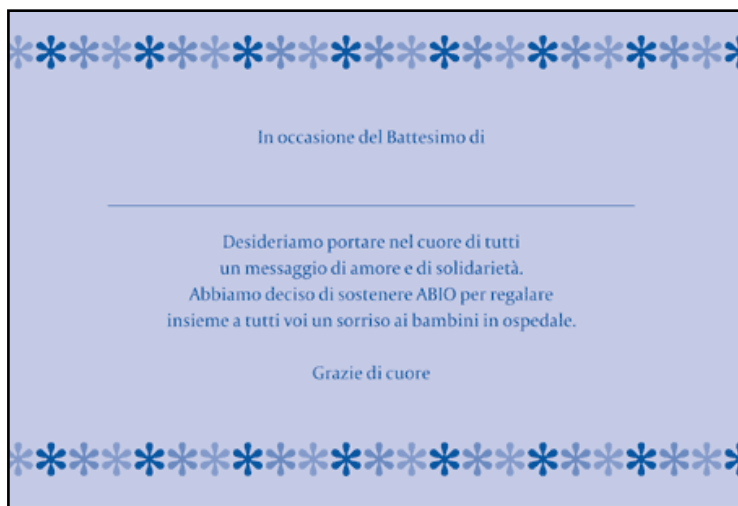 In occasione del Battesimo di
Desideriamo portare nel cuore di tutti
un messaggio di amore e di solidarietà.
Abbiamo deciso di sostenere ABIO per regalare
insieme a tutti voi un sorriso ai bambini in ospedale.
Grazie di cuore